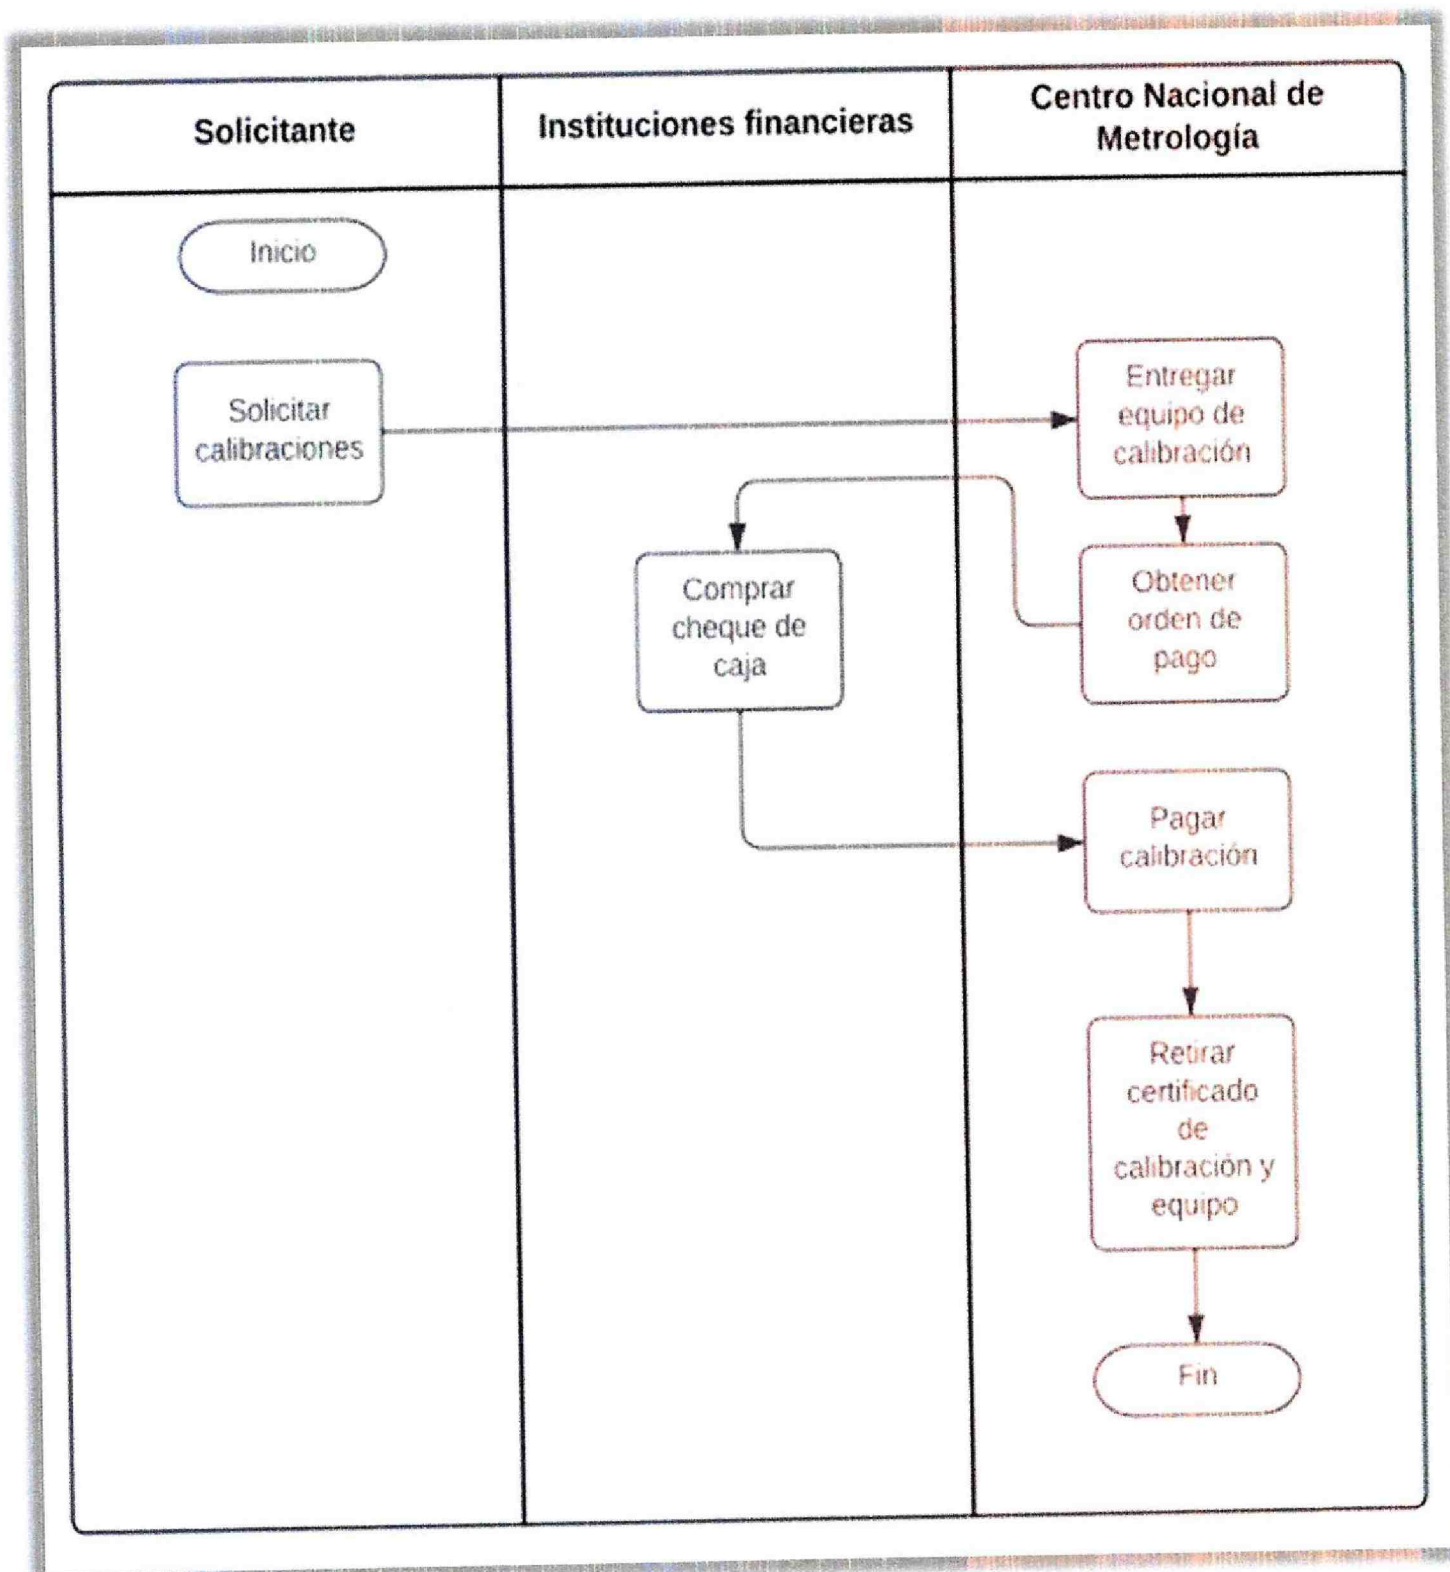 Solicitante
Instituciones financieras
Centro Nacional de
Metrología
Inicio
Solicitar
calibraciones
Entregar
equipo de
calibración
Obtener
orden de
pago
Comprar
cheque de
caja
Pagar
calibración
Retirar
certificado
de
calibración y
equipo
Fin